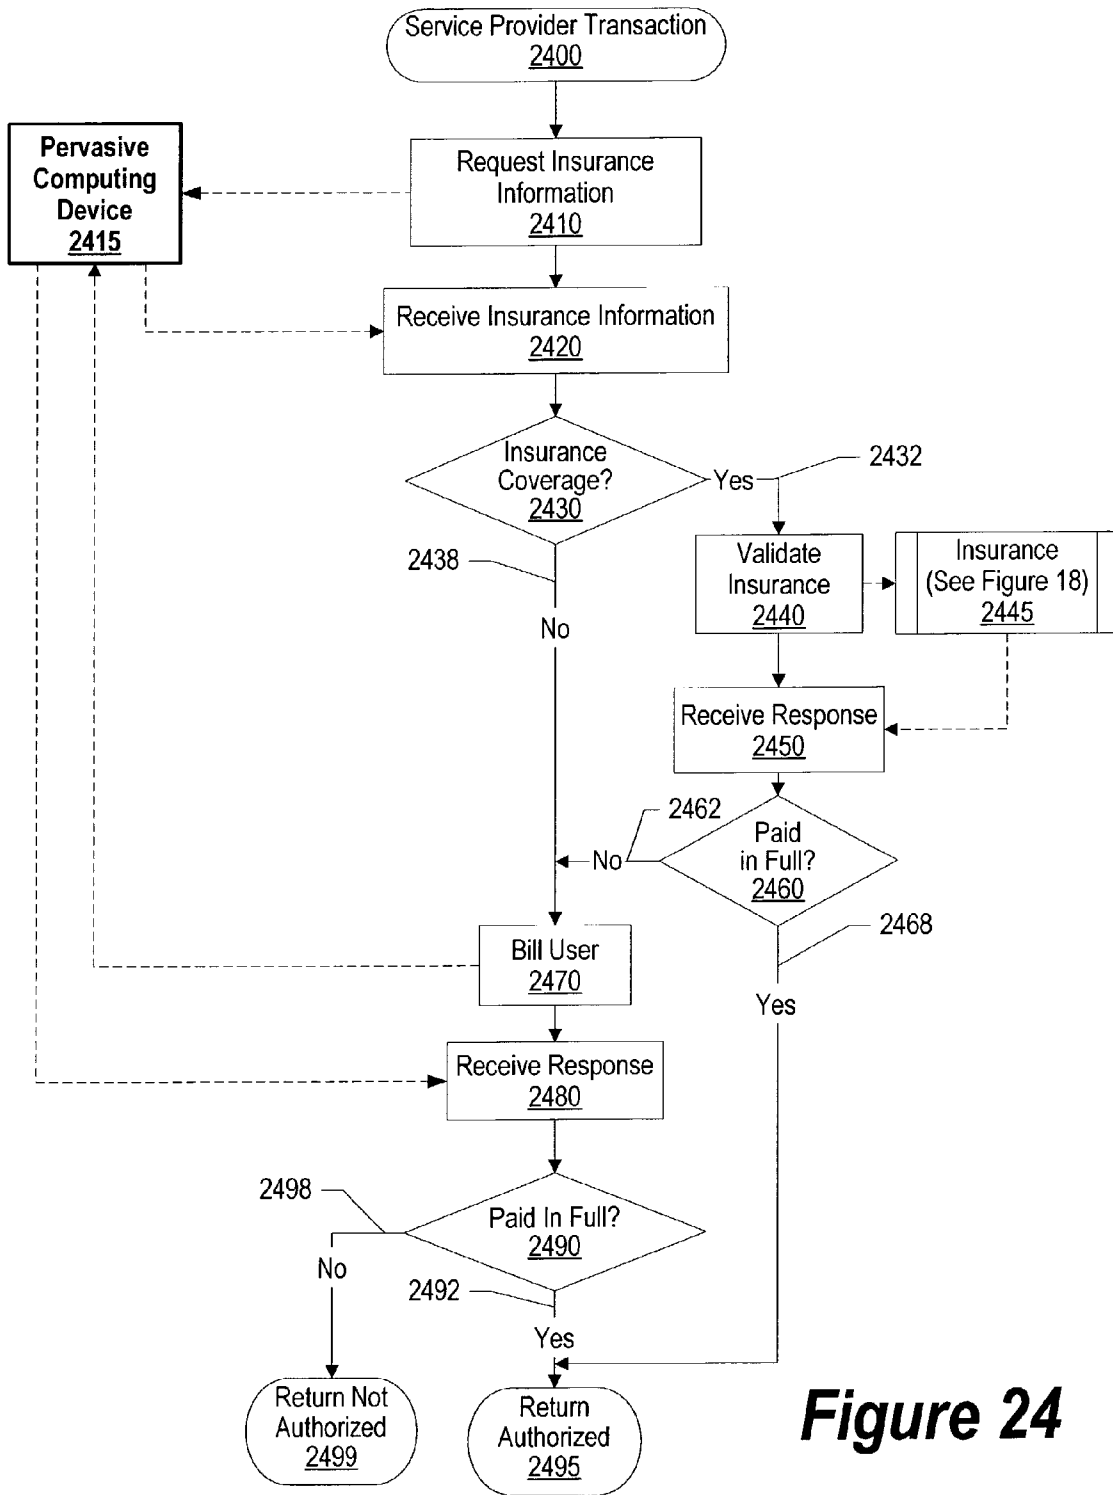 Service Provider Transaction
2400
Pervasive
Computing
Device
2415
Request Insurance
Information
2410
Receive Insurance Information
2420
Insurance
Coverage?
2430
Yes
2432
2438
No
Validate
Insurance
2440
Insurance
(See Figure 18)
2445
Receive Response
2450
2462
No
Paid
in Full?
2460
2468
Yes
Bill User
2470
Receive Response
2480
2498
Paid In Full?
2490
No
2492
Yes
Return Not
Authorized
2499
Return
Authorized
2495
Figure 24